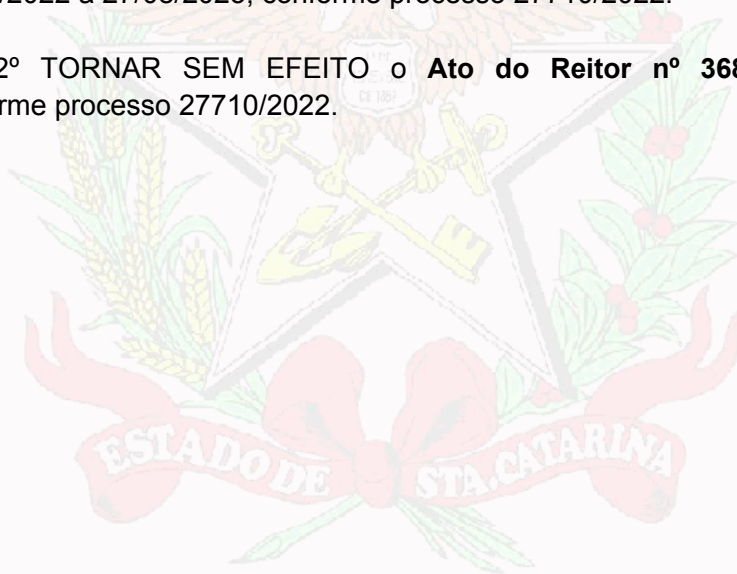 /2022 a 27/08/2023, conforme processo 27710/2022.
2º TORNAR SEM EFEITO o Ato do Reitor nº 368
rme processo 27710/2022.
ESTADO DE STA. CATARINA